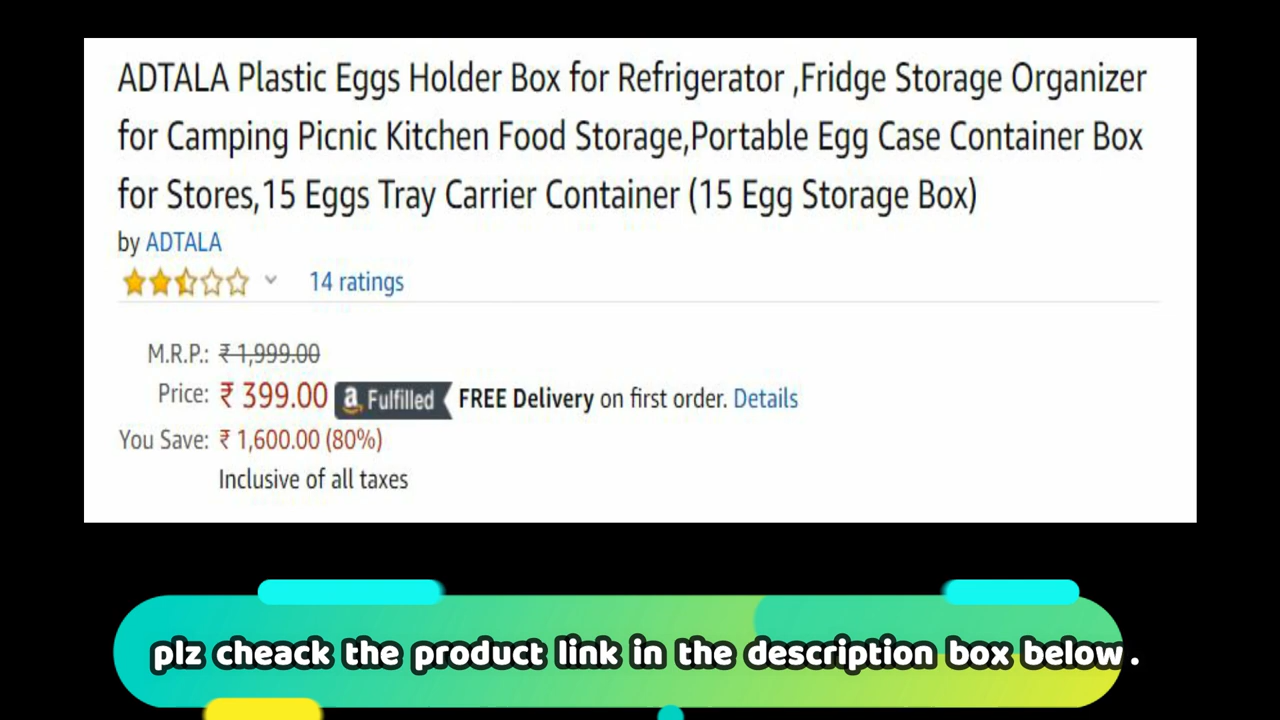 ADTALA Plastic Eggs Holder Box for Refrigerator ,Fridge Storage Organizer
for Camping Picnic Kitchen Food Storage,Portable Egg Case Container Box
for Stores,15 Eggs Tray Carrier Container (15 Egg Storage Box)
by ADTALA
14 ratings
M.R.P.: ₹ 1,999.00
Price: ₹ 399.00 a Fulfilled FREE Delivery on first order. Details
You Save: ₹ 1,600.00 (80%)
Inclusive of all taxes
plz cheack the product link in the description box below .